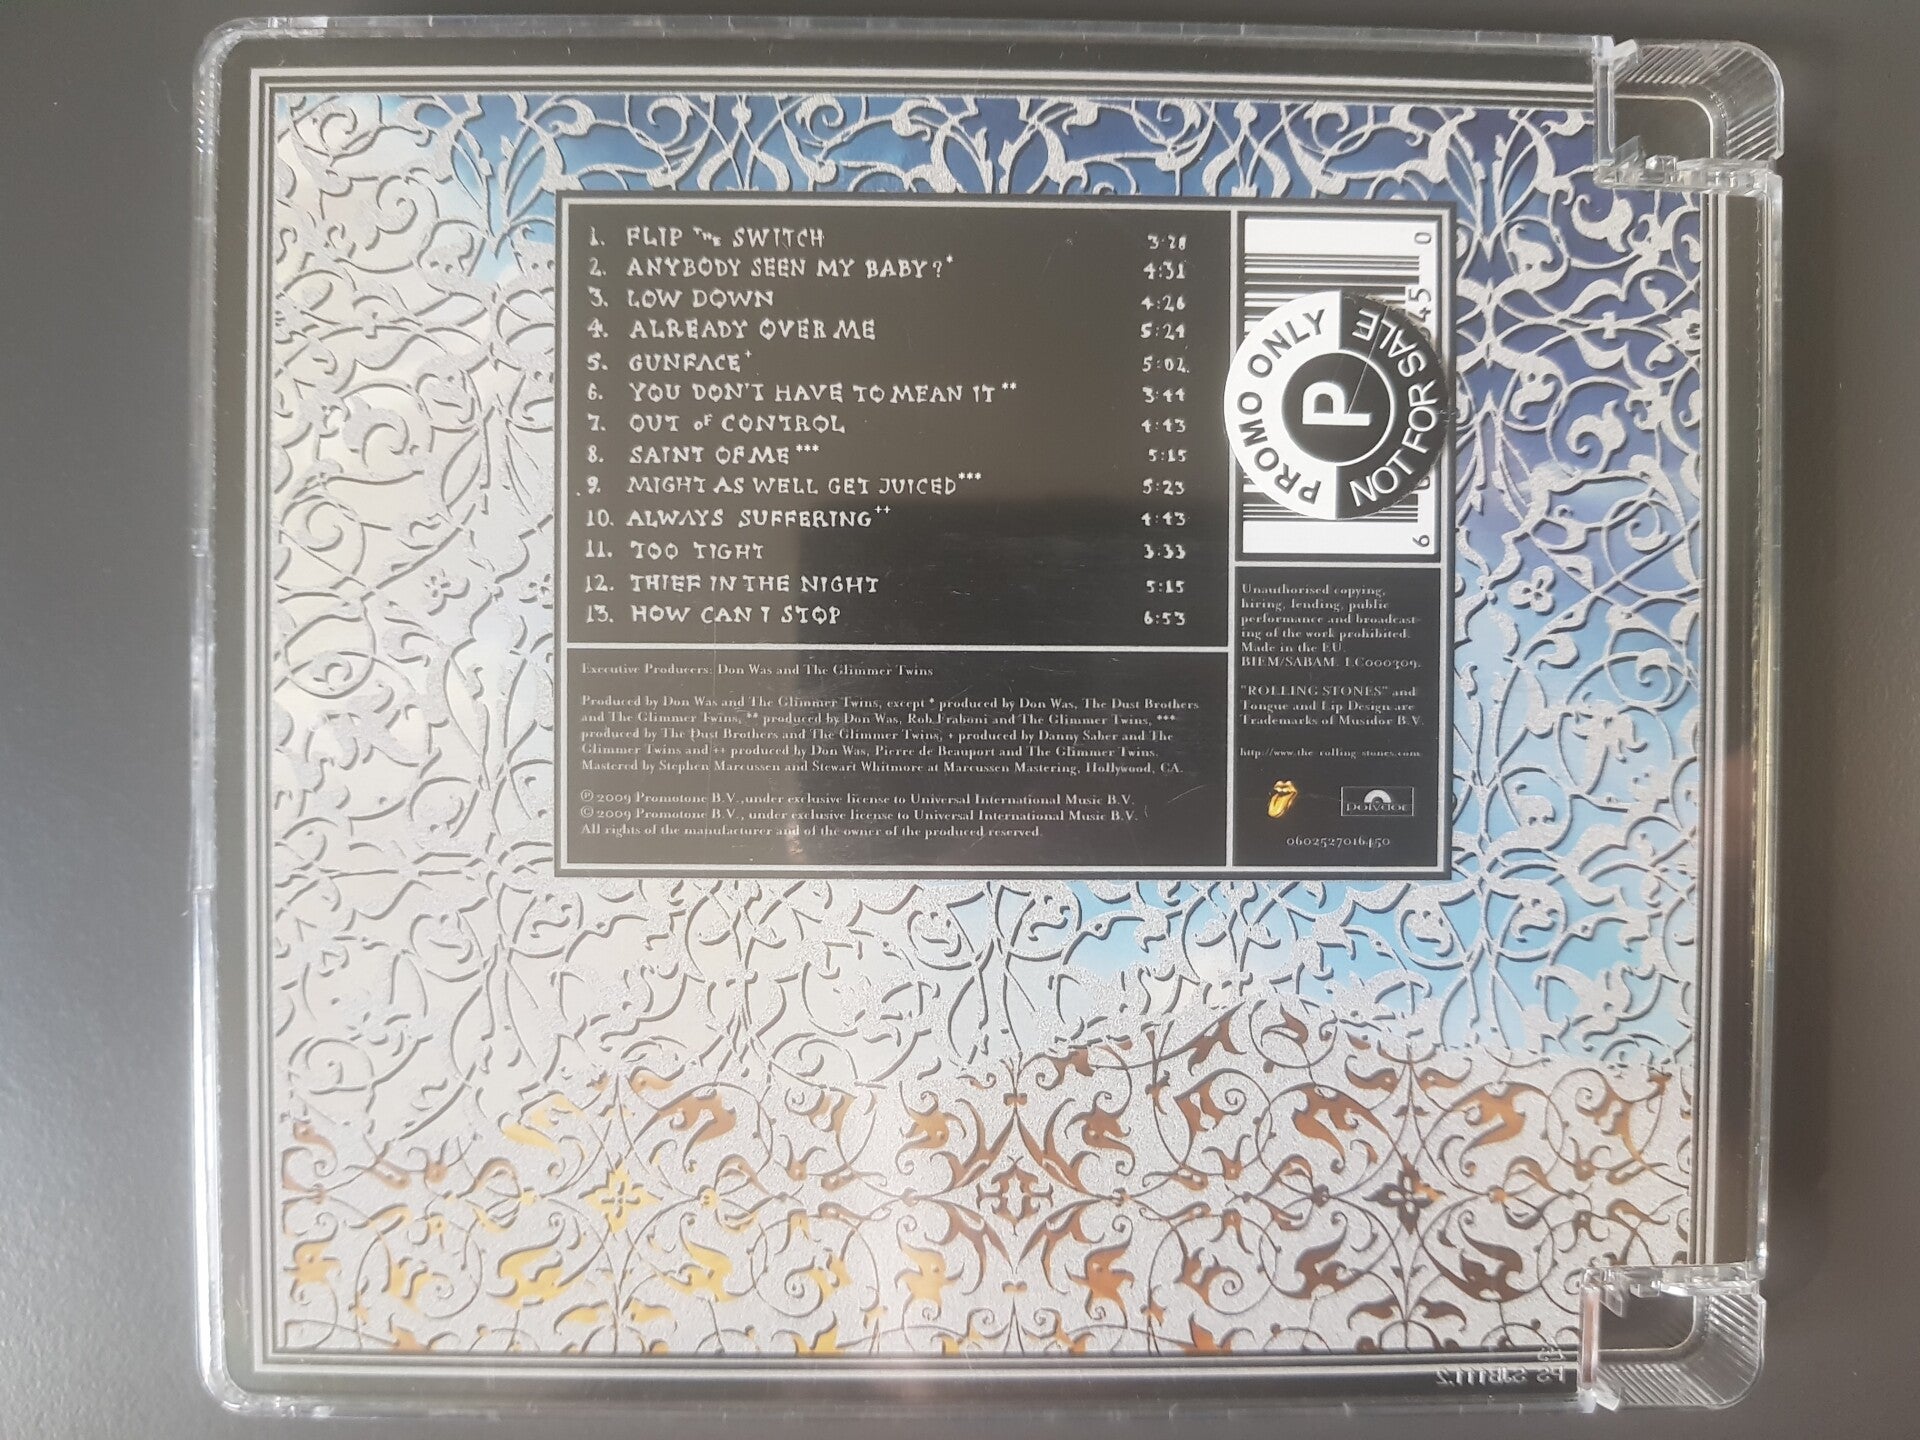 1. FLIP THE SWITCH 3:28
2. ANYBODY SEEN MY BABY?* 4:31
3. LOW DOWN 4:26
4. ALREADY OVER ME 5:24
5. GUNFACE+ 5:02
6. YOU DON'T HAVE TO MEAN IT** 3:44
7. OUT OF CONTROL 4:43
8. SAINT OF ME*** 5:15
9. MIGHT AS WELL GET JUICED*** 5:23
10. ALWAYS SUFFERING++ 4:43
11. TOO TIGHT 3:33
12. THIEF IN THE NIGHT 5:15
13. HOW CAN I STOP 6:53
Executive Producers: Don Was and The Glimmer Twins
Produced by Don Was and The Glimmer Twins, except * produced by Don Was, The Dust Brothers
and The Glimmer Twins, ** produced by Don Was, Rob Fraboni and The Glimmer Twins, ***
produced by The Dust Brothers and The Glimmer Twins, + produced by Danny Saber and The
Glimmer Twins and ++ produced by Don Was, Pierre de Beauport and The Glimmer Twins.
Mastered by Stephen Marcussen and Stewart Whitmore at Marcussen Mastering, Hollywood, CA.
℗ 2009 Promotone B.V., under exclusive license to Universal International Music B.V.
© 2009 Promotone B.V., under exclusive license to Universal International Music B.V.
All rights of the manufacturer and of the owner of the produced reserved.
PROMO ONLY
NOT FOR SALE
P
Unauthorised copying,
hiring, lending, public
performance and broadcast-
ing of the work prohibited.
Made in the EU.
BIEM/SABAM. LC000309.
"ROLLING STONES" and
Tongue and Lip Design are
Trademarks of Musidor B.V.
http://www.the-rolling-stones.com
POLYDOR
0602527016450